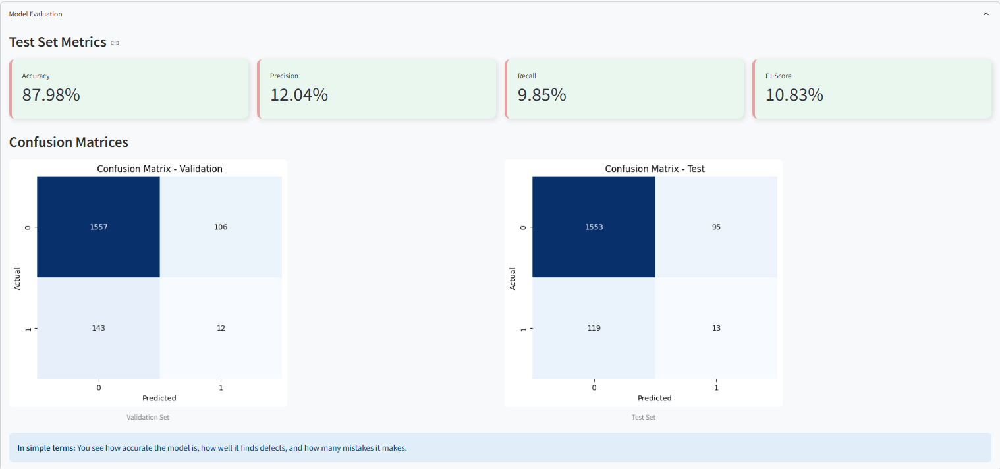 Model Evaluation
Test Set Metrics
Accuracy
87.98%
Precision
12.04%
Recall
9.85%
F1 Score
10.83%
Confusion Matrices
Confusion Matrix - Validation
0
1557
106
Actual
1
143
12
0
1
Predicted
Validation Set
Confusion Matrix - Test
0
1553
95
Actual
1
119
13
0
1
Predicted
Test Set
In simple terms: You see how accurate the model is, how well it finds defects, and how many mistakes it makes.